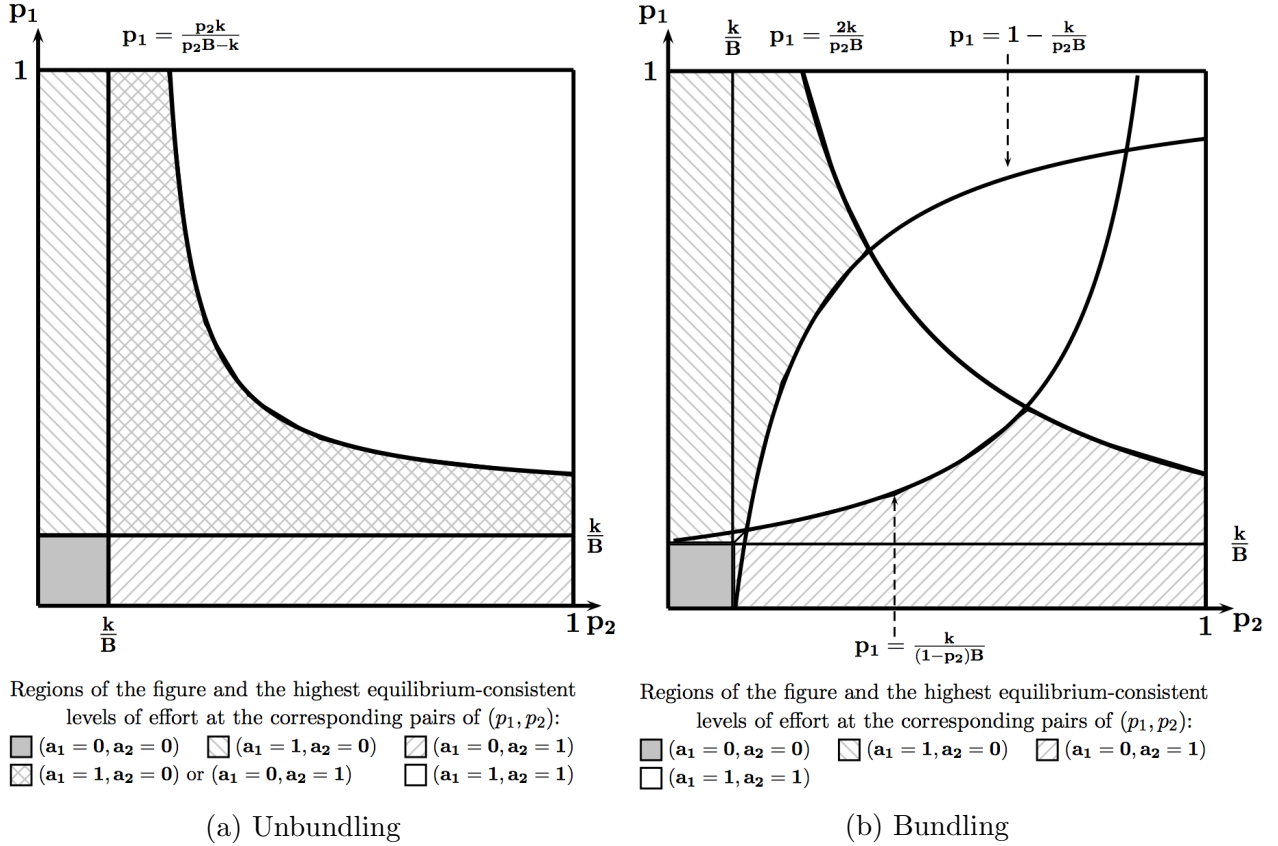 p₁
p₁ = p₂k / (p₂B−k)
1
k/B
k/B
1 p₂
Regions of the figure and the highest equilibrium-consistent
levels of effort at the corresponding pairs of (p₁, p₂):
(a₁ = 0, a₂ = 0) (a₁ = 1, a₂ = 0) (a₁ = 0, a₂ = 1)
(a₁ = 1, a₂ = 0) or (a₁ = 0, a₂ = 1) (a₁ = 1, a₂ = 1)
(a) Unbundling
p₁
k/B p₁ = 2k / (p₂B) p₁ = 1 − k / (p₂B)
1
k/B
1 p₂
p₁ = k / ((1−p₂)B)
Regions of the figure and the highest equilibrium-consistent
levels of effort at the corresponding pairs of (p₁, p₂):
(a₁ = 0, a₂ = 0) (a₁ = 1, a₂ = 0) (a₁ = 0, a₂ = 1)
(a₁ = 1, a₂ = 1)
(b) Bundling